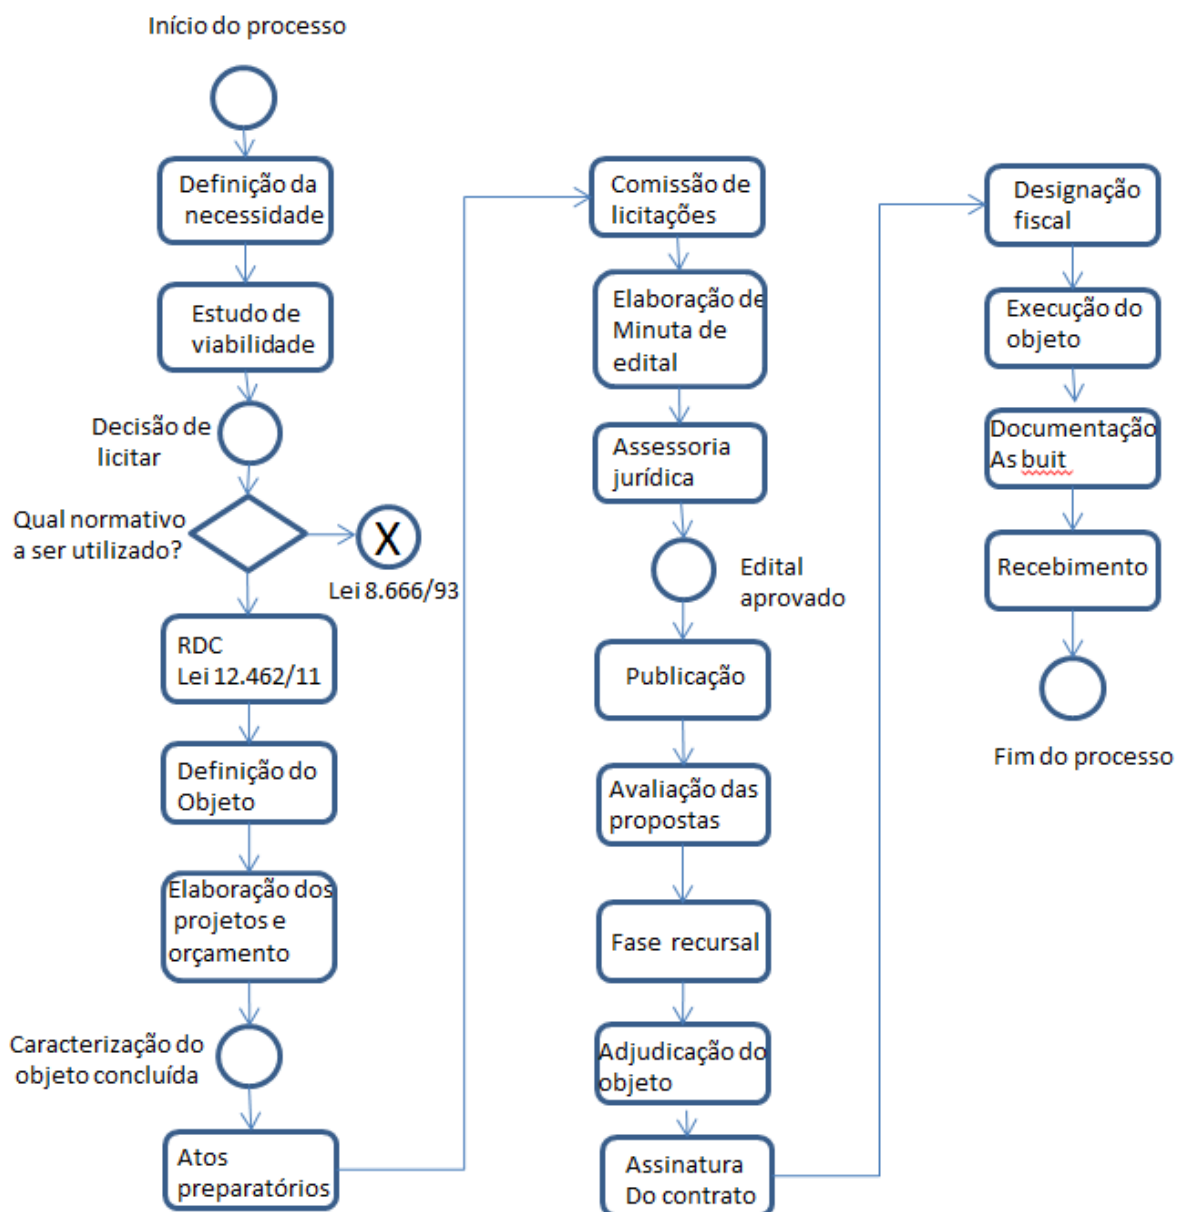 Início do processo
Definição da
necessidade
Estudo de
viabilidade
Decisão de
licitar
Qual normativo
a ser utilizado?
X
Lei 8.666/93
RDC
Lei 12.462/11
Definição do
Objeto
Elaboração dos
projetos e
orçamento
Caracterização do
objeto concluída
Atos
preparatórios
Comissão de
licitações
Elaboração de
Minuta de
edital
Assessoria
jurídica
Edital
aprovado
Publicação
Avaliação das
propostas
Fase recursal
Adjudicação do
objeto
Assinatura
Do contrato
Designação
fiscal
Execução do
objeto
Documentação
As buit
Recebimento
Fim do processo